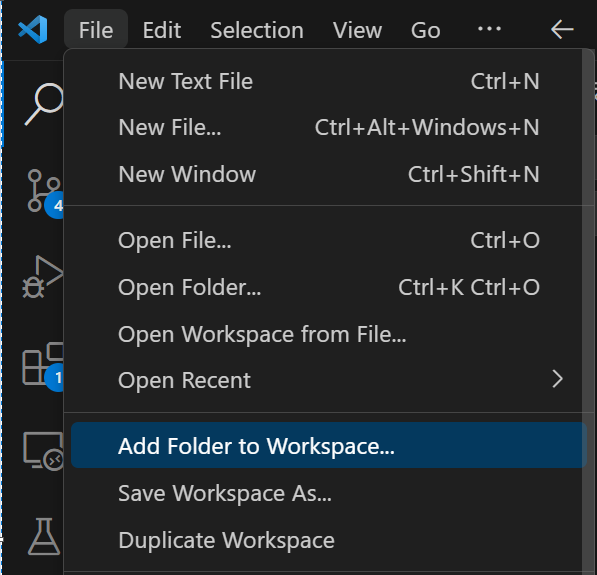 File Edit Selection View Go ...
New Text File Ctrl+N
New File... Ctrl+Alt+Windows+N
New Window Ctrl+Shift+N
4
Open File... Ctrl+O
Open Folder... Ctrl+K Ctrl+O
Open Workspace from File...
Open Recent
1
Add Folder to Workspace...
Save Workspace As...
Duplicate Workspace